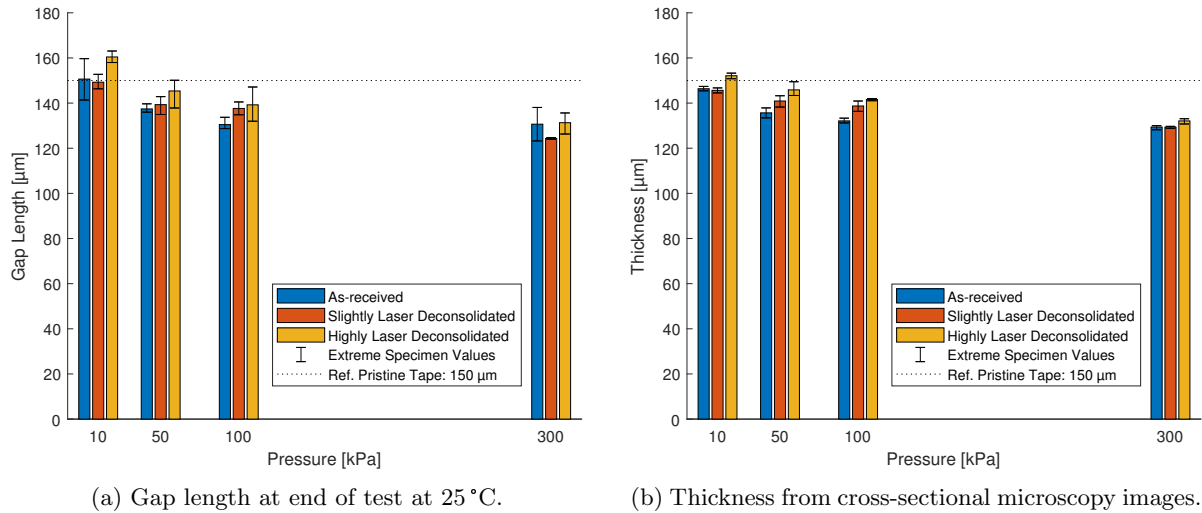 180
160
140
120
100
80
60
40
20
0
Gap Length [µm]
10
50
100
300
Pressure [kPa]
As-received
Slightly Laser Deconsolidated
Highly Laser Deconsolidated
Extreme Specimen Values
Ref. Pristine Tape: 150 µm
(a) Gap length at end of test at 25 °C.
180
160
140
120
100
80
60
40
20
0
Thickness [µm]
10
50
100
300
Pressure [kPa]
As-received
Slightly Laser Deconsolidated
Highly Laser Deconsolidated
Extreme Specimen Values
Ref. Pristine Tape: 150 µm
(b) Thickness from cross-sectional microscopy images.